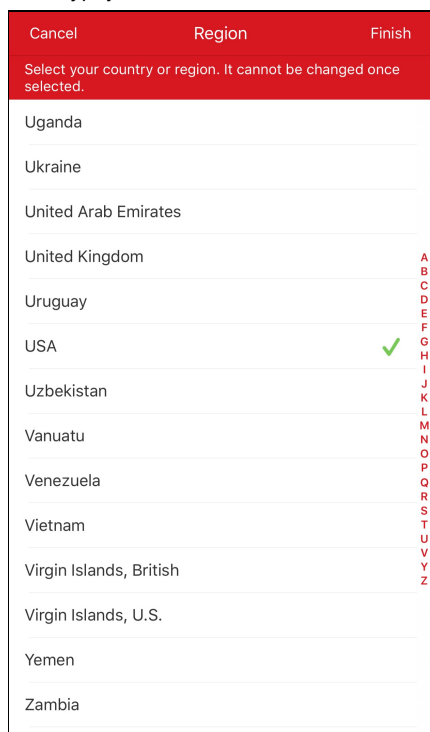 Cancel Region Finish
Select your country or region. It cannot be changed once
selected.
Uganda
Ukraine
United Arab Emirates
United Kingdom
Uruguay
USA
Uzbekistan
Vanuatu
Venezuela
Vietnam
Virgin Islands, British
Virgin Islands, U.S.
Yemen
Zambia
A
B
C
D
E
F
G
H
I
J
K
L
M
N
O
P
Q
R
S
T
U
V
Y
Z